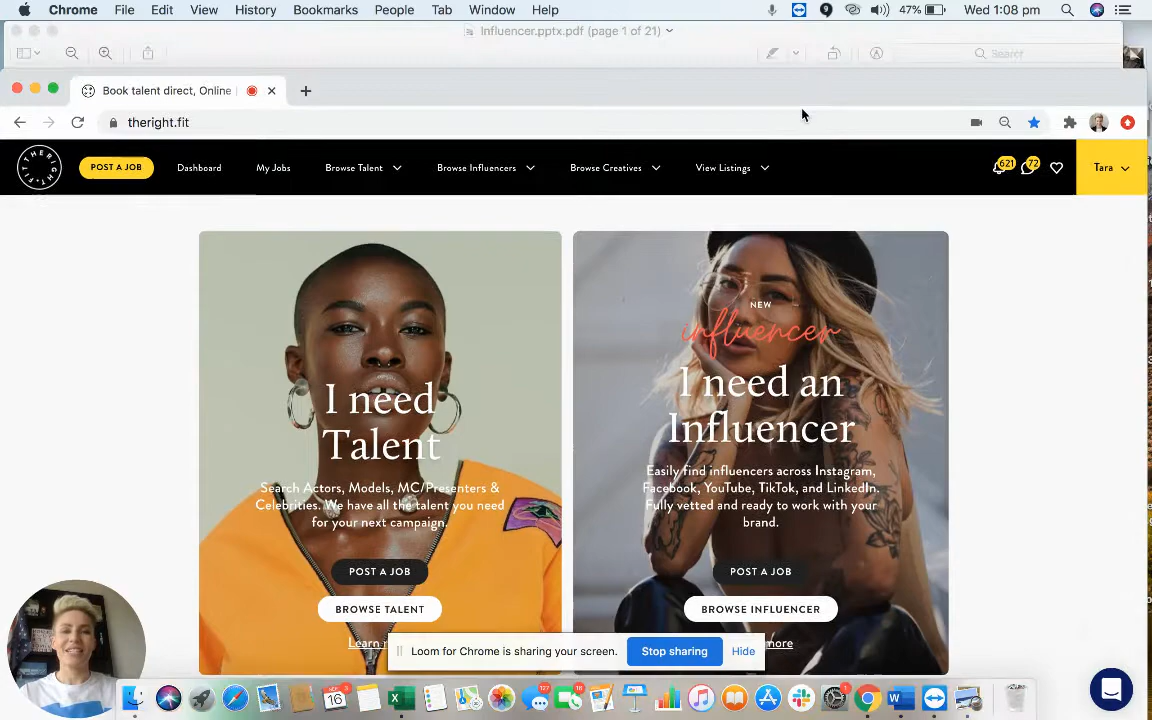 Chrome File Edit View History Bookmarks People Tab Window Help 47% Wed 1:08 pm
Influencer.pptx.pdf (page 1 of 21)
Search
Book talent direct, Online
theright.fit
THE RIGHT FIT
POST A JOB Dashboard My Jobs Browse Talent Browse Influencers Browse Creatives View Listings 621 72 Tara
I need
Talent
Search Actors, Models, MC/Presenters &
Celebrities. We have all the talent you need
for your next campaign.
POST A JOB
BROWSE TALENT
Learn
NEW
influencer
I need an
Influencer
Easily find influencers across Instagram,
Facebook, YouTube, TikTok, and LinkedIn.
Fully vetted and ready to work with your
brand.
POST A JOB
BROWSE INFLUENCER
more
Loom for Chrome is sharing your screen. Stop sharing Hide
16